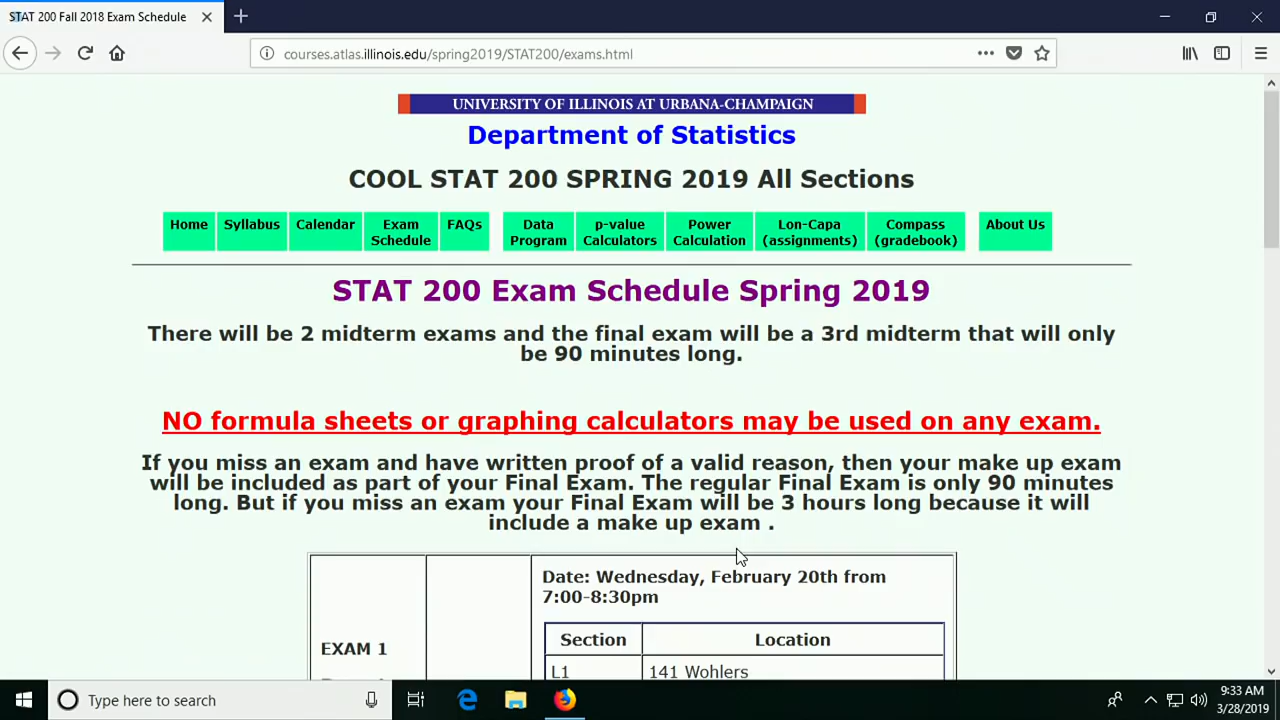 STAT 200 Fall 2018 Exam Schedule
courses.atlas.illinois.edu/spring2019/STAT200/exams.html
UNIVERSITY OF ILLINOIS AT URBANA-CHAMPAIGN
Department of Statistics
COOL STAT 200 SPRING 2019 All Sections
Home Syllabus Calendar Exam Schedule FAQs Data Program p-value Calculators Power Calculation Lon-Capa (assignments) Compass (gradebook) About Us
STAT 200 Exam Schedule Spring 2019
There will be 2 midterm exams and the final exam will be a 3rd midterm that will only
be 90 minutes long.
NO formula sheets or graphing calculators may be used on any exam.
If you miss an exam and have written proof of a valid reason, then your make up exam
will be included as part of your Final Exam. The regular Final Exam is only 90 minutes
long. But if you miss an exam your Final Exam will be 3 hours long because it will
include a make up exam .
Date: Wednesday, February 20th from
7:00-8:30pm
Section Location
EXAM 1
L1 141 Wohlers
Type here to search
9:33 AM
3/28/2019